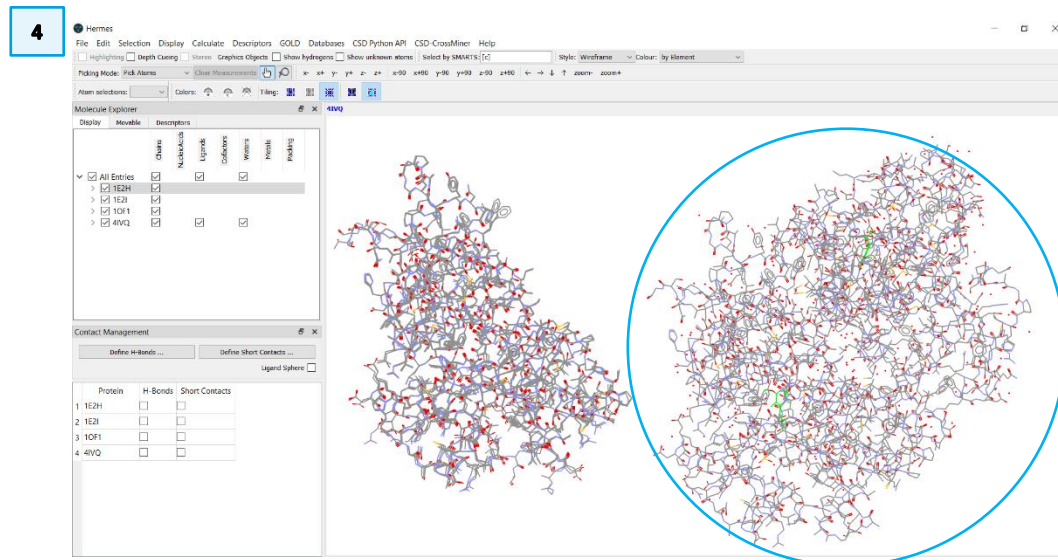 4
Hermes
File Edit Selection Display Calculate Descriptors GOLD Databases CSD Python API CSD-CrossMiner Help
Highlighting Depth Cueing Stereo Graphics Objects Show hydrogens Show unknown atoms Select by SMARTS: [c] Style: Wireframe Colour: by Element
Picking Mode: Pick Atoms Clear Measurements x- x+ y- y+ z- z+ x-90 x+90 y-90 y+90 z-90 z+90 ← → ↓ ↑ zoom- zoom+
Atom selections: Colors: Tiling:
Molecule Explorer
4IVQ
Display Movable Descriptors
Chains NucleicAcids Ligands Cofactors Waters Metals Packing
All Entries
1E2H
1E2I
1OF1
4IVQ
Contact Management
Define H-Bonds ... Define Short Contacts ...
Ligand Sphere
Protein H-Bonds Short Contacts
1 1E2H
2 1E2I
3 1OF1
4 4IVQ